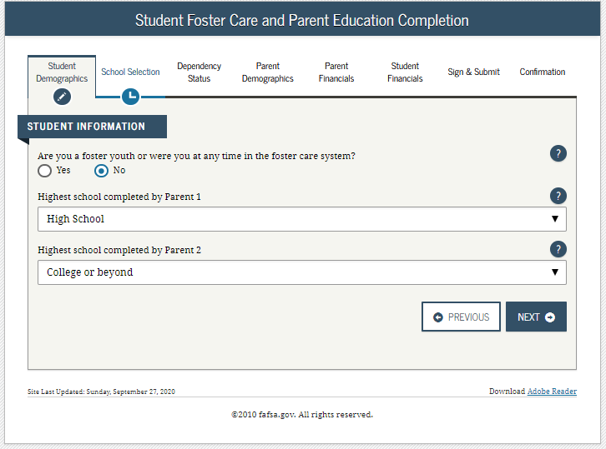 Student Foster Care and Parent Education Completion
Student Demographics
School Selection
Dependency Status
Parent Demographics
Parent Financials
Student Financials
Sign & Submit
Confirmation
STUDENT INFORMATION
Are you a foster youth or were you at any time in the foster care system?
?
Yes No
Highest school completed by Parent 1
?
High School
Highest school completed by Parent 2
?
College or beyond
PREVIOUS NEXT
Site Last Updated: Sunday, September 27, 2020
Download Adobe Reader
©2010 fafsa.gov. All rights reserved.